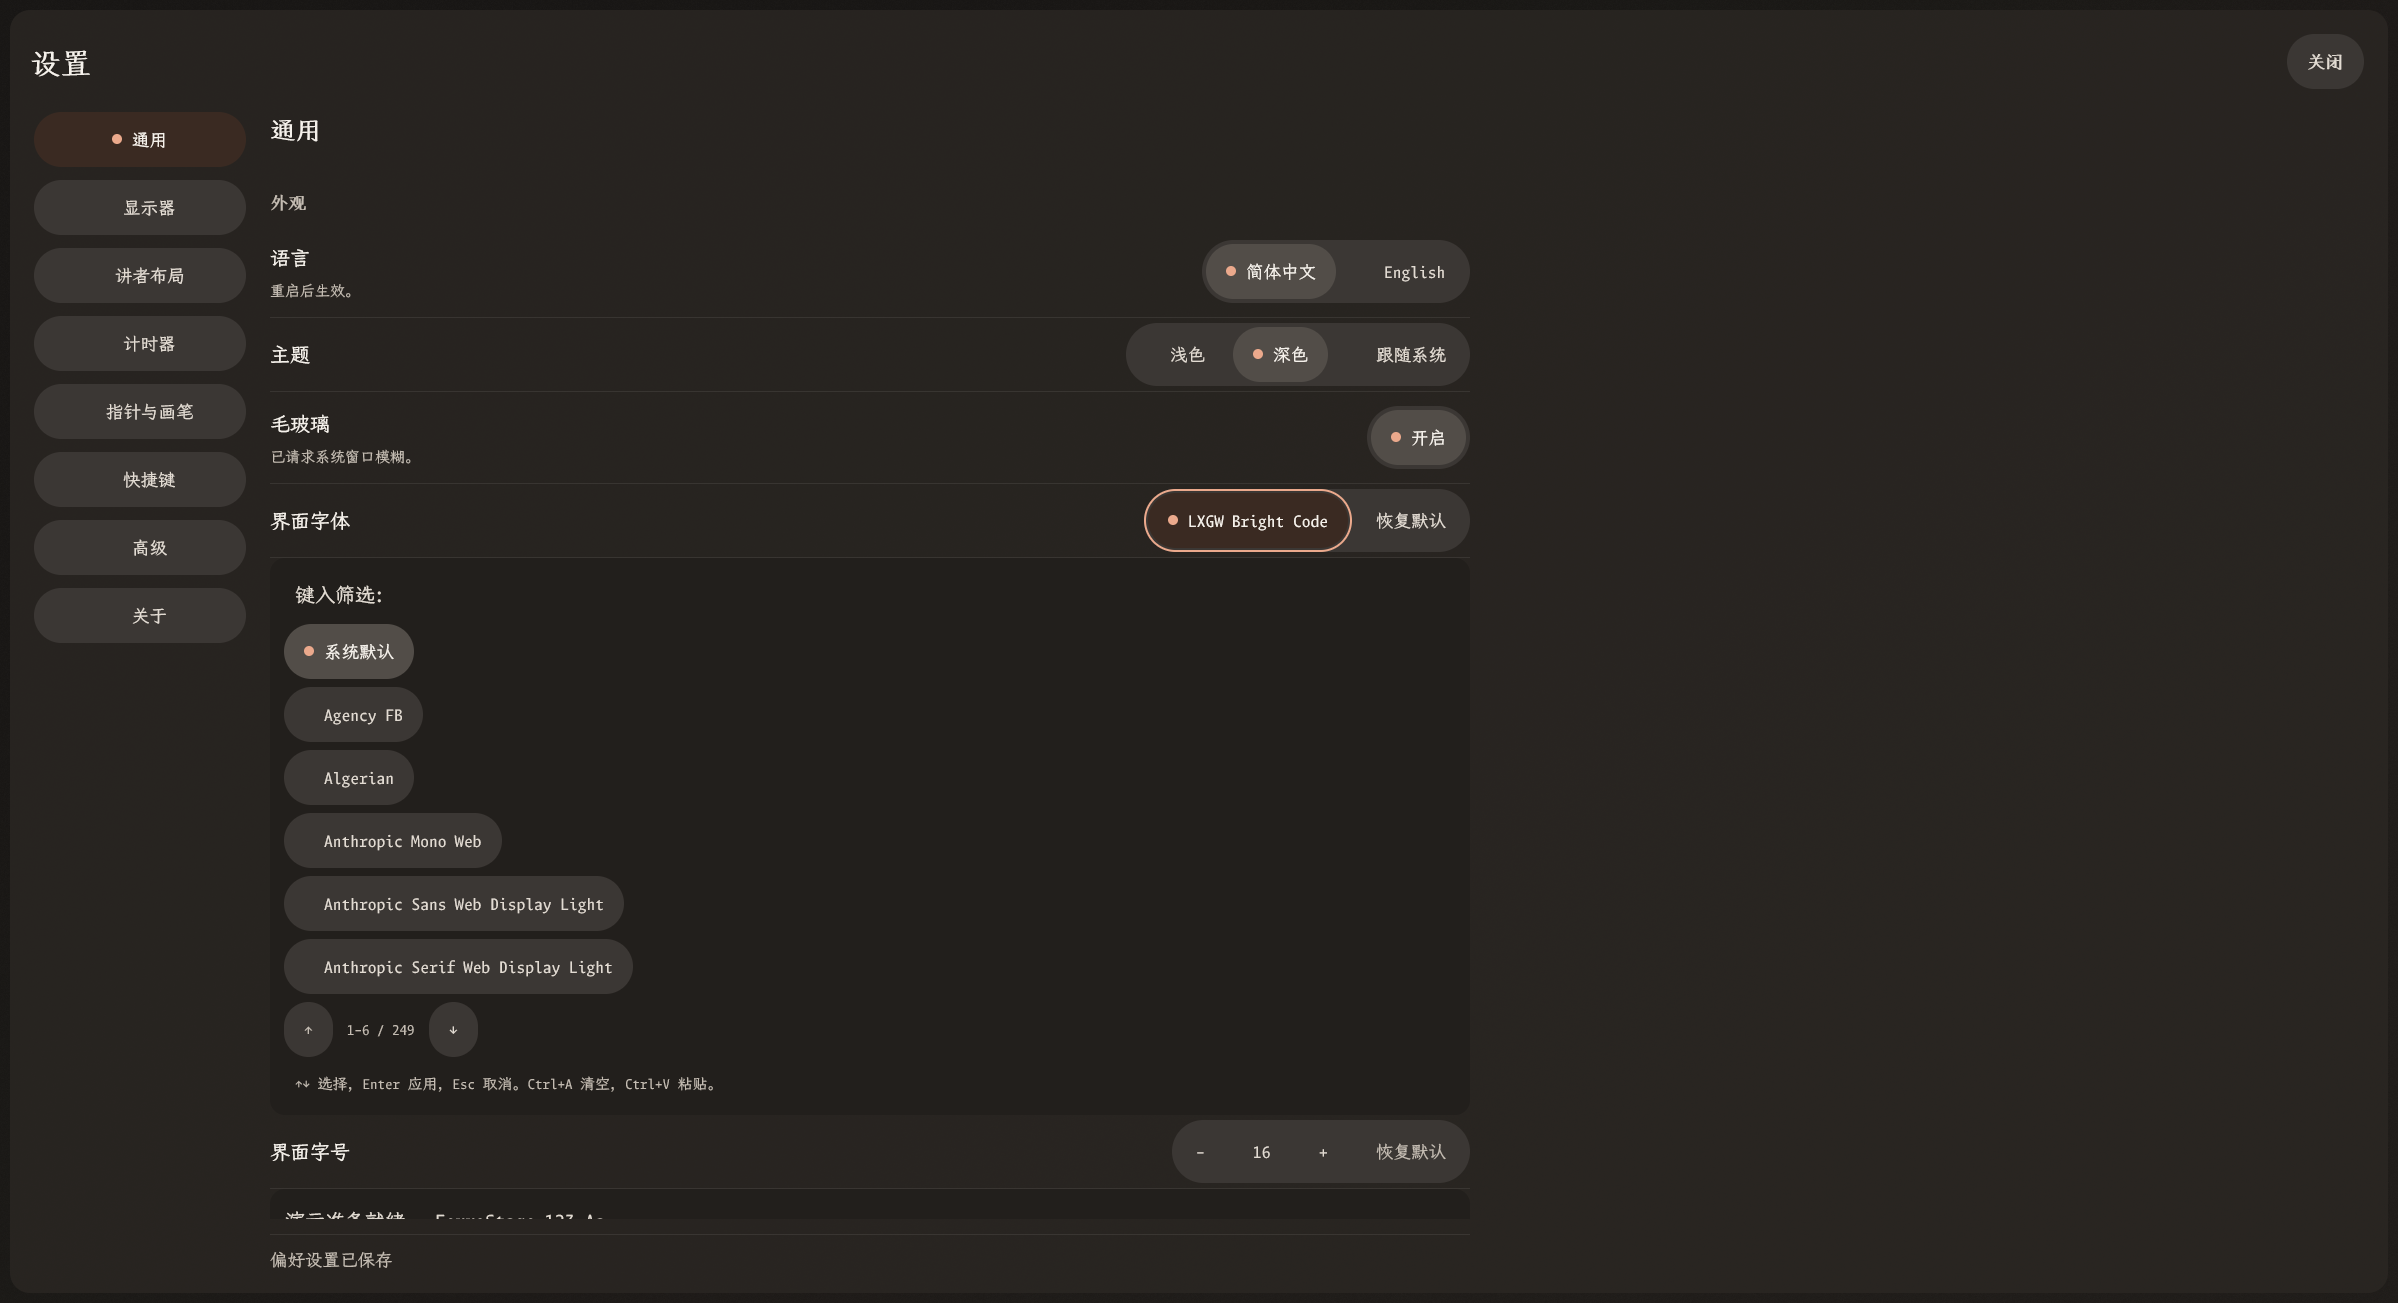 设置
关闭
通用
显示器
讲者布局
计时器
指针与画笔
快捷键
高级
关于
通用
外观
语言
重启后生效。
简体中文 English
主题
浅色 深色 跟随系统
毛玻璃
已请求系统窗口模糊。
开启
界面字体
LXGW Bright Code 恢复默认
键入筛选:
系统默认
Agency FB
Algerian
Anthropic Mono Web
Anthropic Sans Web Display Light
Anthropic Serif Web Display Light
↑ 1-6 / 249 ↓
↑↓ 选择, Enter 应用, Esc 取消。Ctrl+A 清空, Ctrl+V 粘贴。
界面字号
- 16 + 恢复默认
演示准备就绪
偏好设置已保存